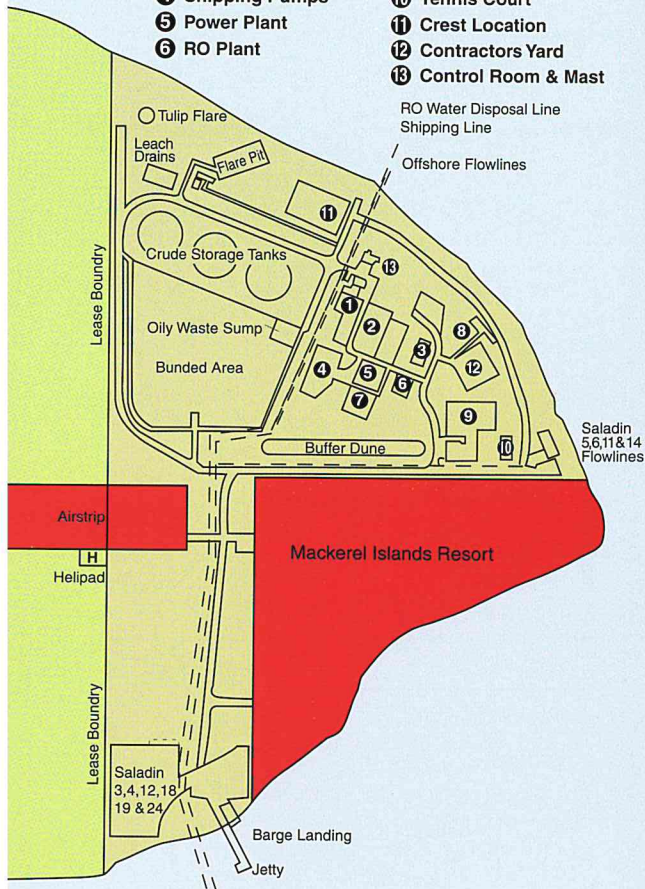 4 Shipping Pumps
5 Power Plant
6 RO Plant
10 Tennis Court
11 Crest Location
12 Contractors Yard
13 Control Room & Mast
RO Water Disposal Line
Shipping Line
Offshore Flowlines
Tulip Flare
Leach
Drains
Flare Pit
11
Crude Storage Tanks
13
1
2
8
Lease Boundry
Oily Waste Sump
3
12
Bunded Area
4
5
6
7
9
10
Buffer Dune
Saladin
5,6,11&14
Flowlines
Airstrip
Mackerel Islands Resort
H
Helipad
Lease Boundry
Saladin
3,4,12,18
19 & 24
Barge Landing
Jetty